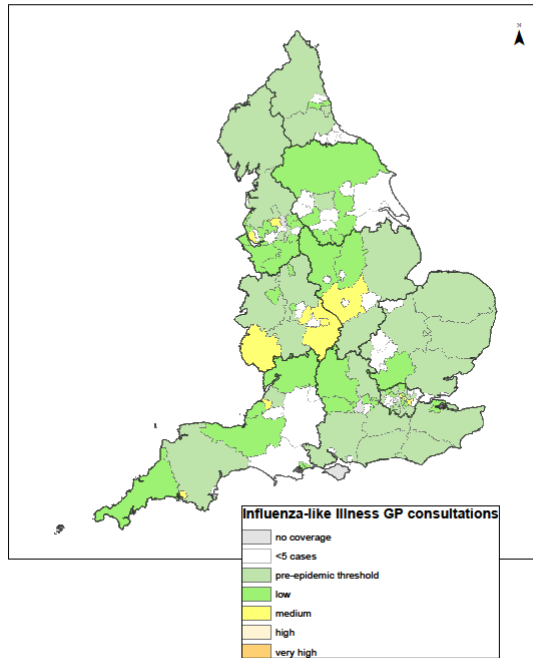 N
Influenza-like Illness GP consultations
no coverage
<5 cases
pre-epidemic threshold
low
medium
high
very high